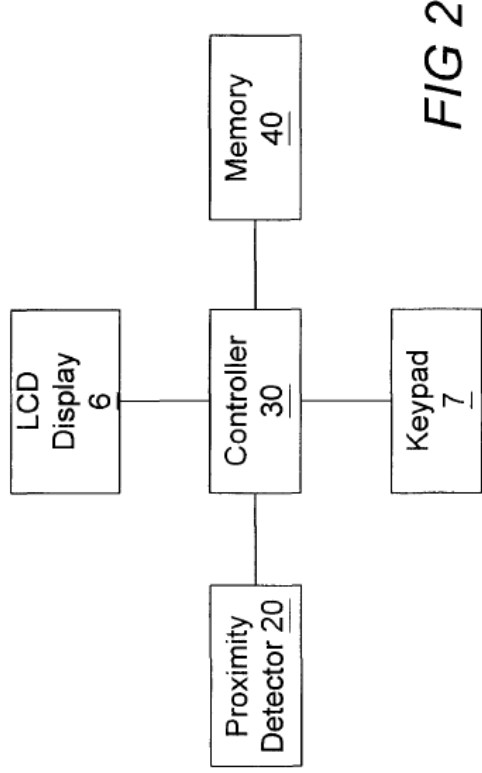 LCD
Display
6
Proximity
Detector 20
Controller
30
Memory
40
Keypad
7
FIG 2